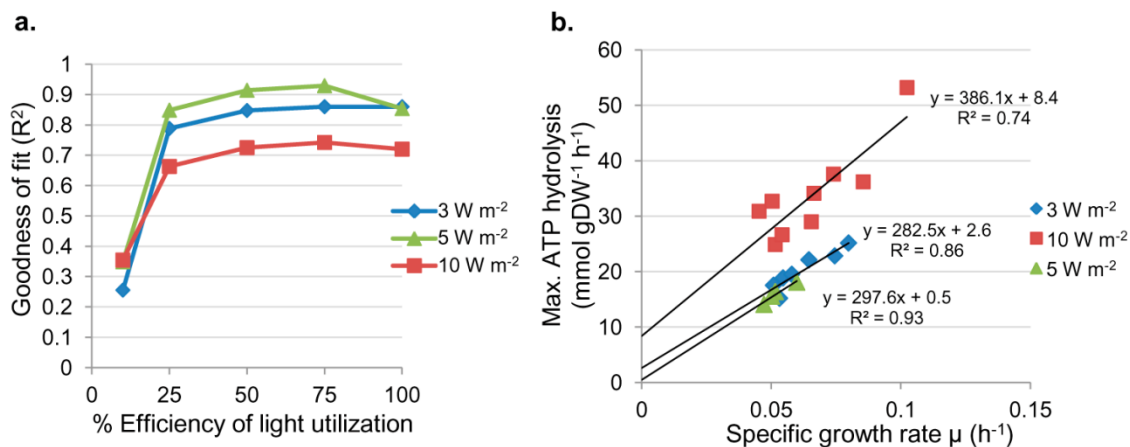 a.
Goodness of fit (R²)
1
0.9
0.8
0.7
0.6
0.5
0.4
0.3
0.2
0.1
0
0 25 50 75 100
% Efficiency of light utilization
3 W m⁻²
5 W m⁻²
10 W m⁻²
b.
Max. ATP hydrolysis
(mmol gDW⁻¹ h⁻¹)
60
50
40
30
20
10
0
0 0.05 0.1 0.15
Specific growth rate μ (h⁻¹)
y = 386.1x + 8.4
R² = 0.74
y = 282.5x + 2.6
R² = 0.86
y = 297.6x + 0.5
R² = 0.93
3 W m⁻²
10 W m⁻²
5 W m⁻²